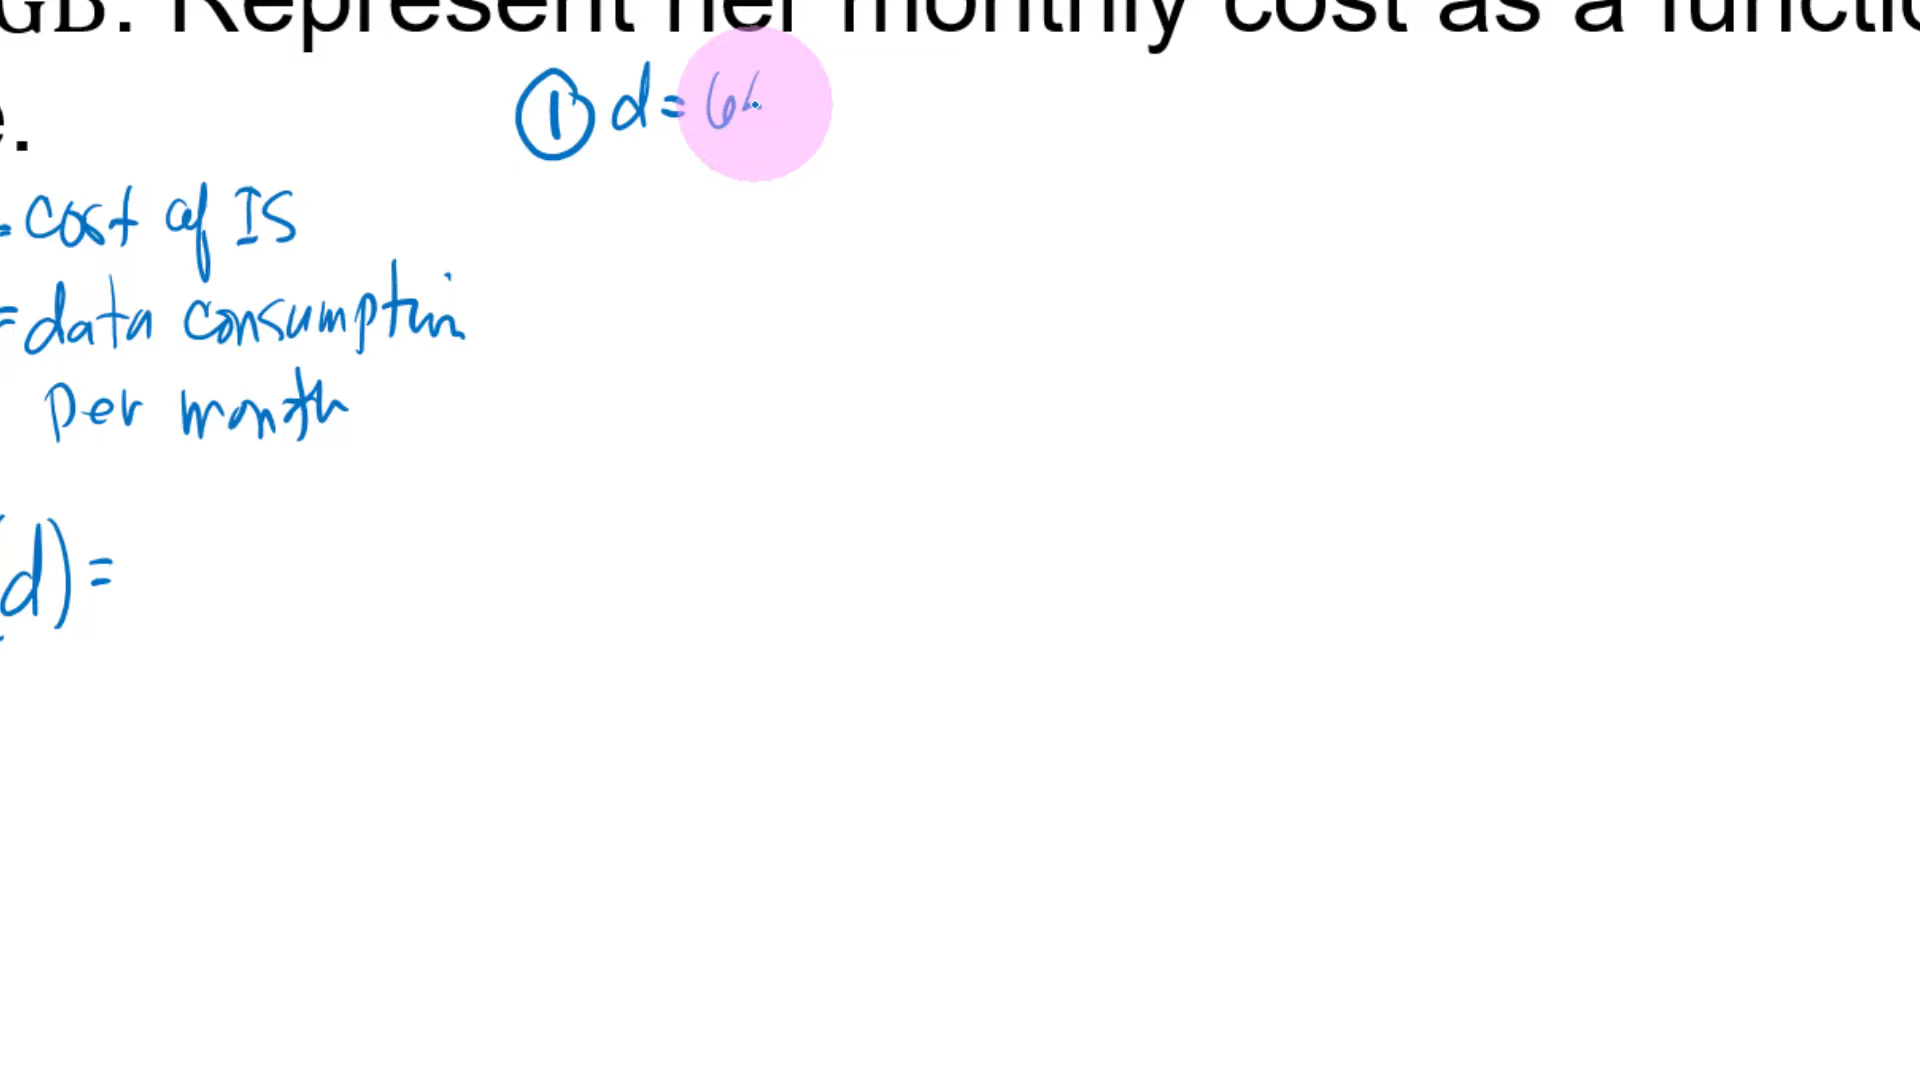 GB. Represent her monthly cost as a functio
e.
① d = 6
= cost of IS
= data consumption
per month
(d) =